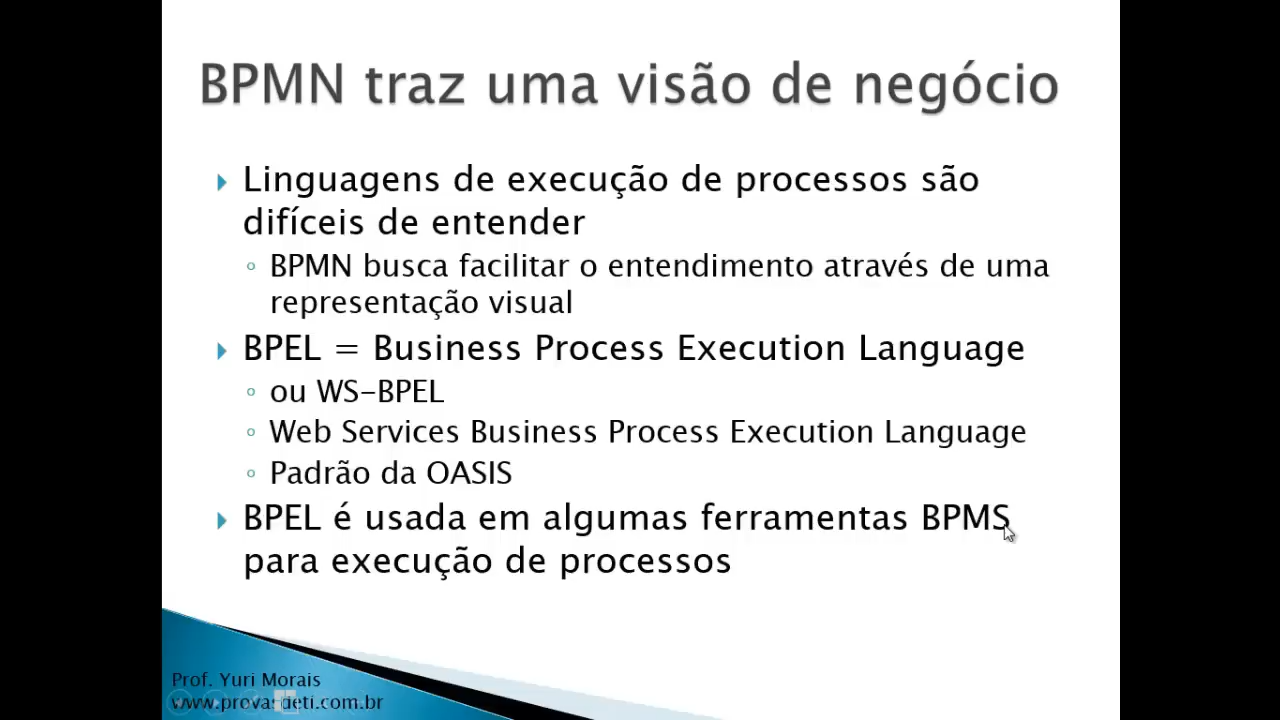 BPMN traz uma visão de negócio
Linguagens de execução de processos são
difíceis de entender
BPMN busca facilitar o entendimento através de uma
representação visual
BPEL = Business Process Execution Language
ou WS-BPEL
Web Services Business Process Execution Language
Padrão da OASIS
BPEL é usada em algumas ferramentas BPMS
para execução de processos
Prof. Yuri Morais
www.provasdeti.com.br